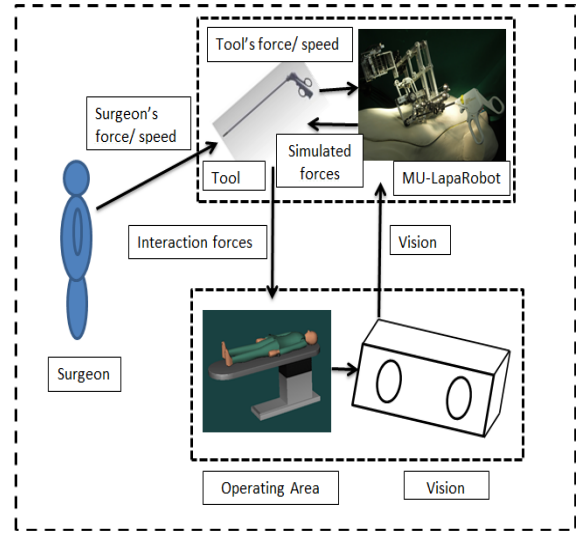 Tool's force/ speed
Surgeon's
force/ speed
Simulated
forces
Tool
MU-LapaRobot
Interaction forces
Vision
Surgeon
Operating Area
Vision